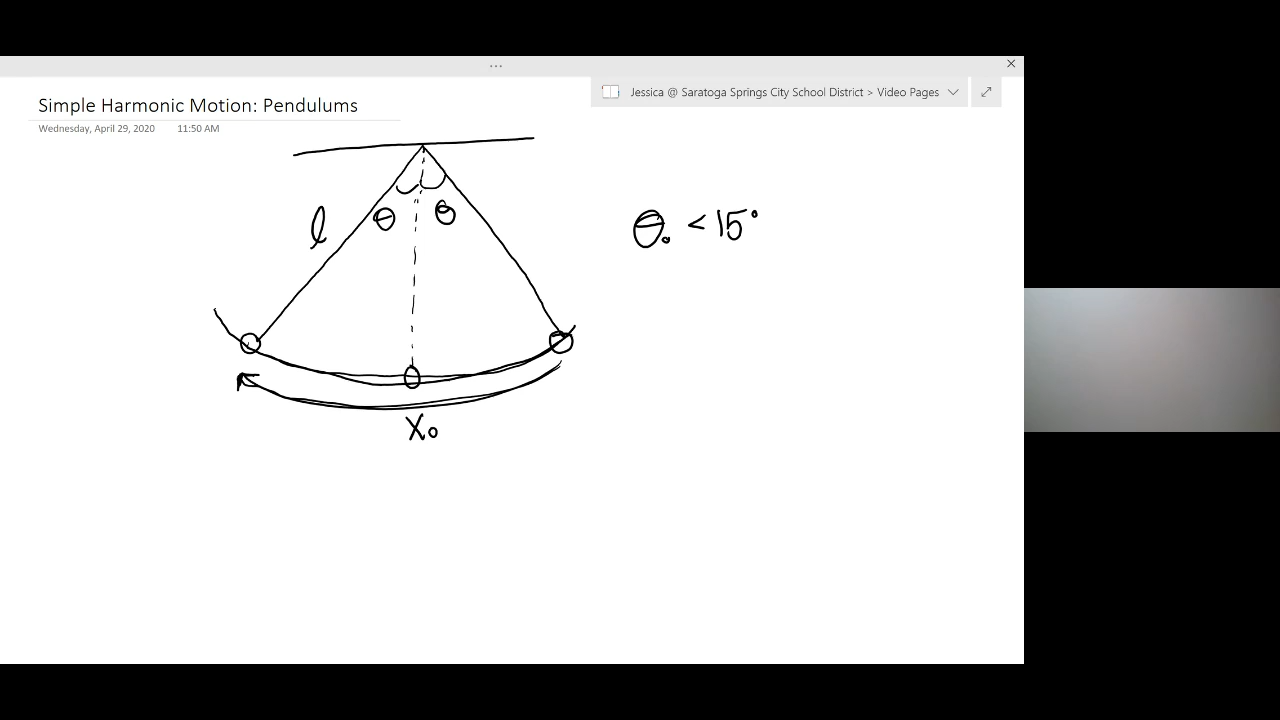 Jessica @ Saratoga Springs City School District > Video Pages
Simple Harmonic Motion: Pendulums
Wednesday, April 29, 2020 11:50 AM
l
θ θ
θ₀ < 15°
X₀